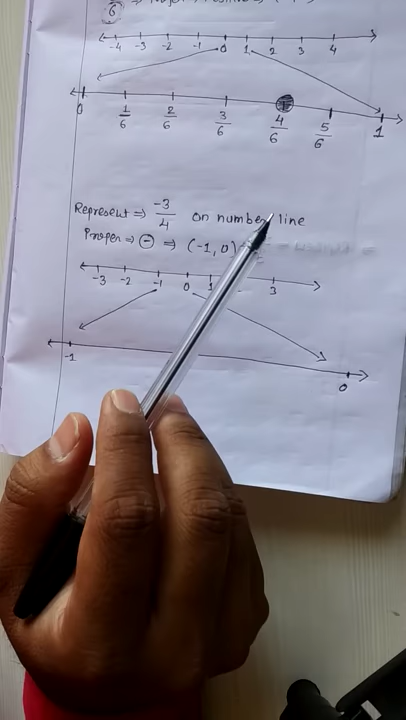 6
-4 -3 -2 -1 0 1 2 3 4
0 1/6 2/6 3/6 4/6 5/6 1
Represent ⇒ -3/4 on number line
Proper ⇒ ⊖ ⇒ (-1, 0)
-3 -2 -1 0 1 3
-1 0